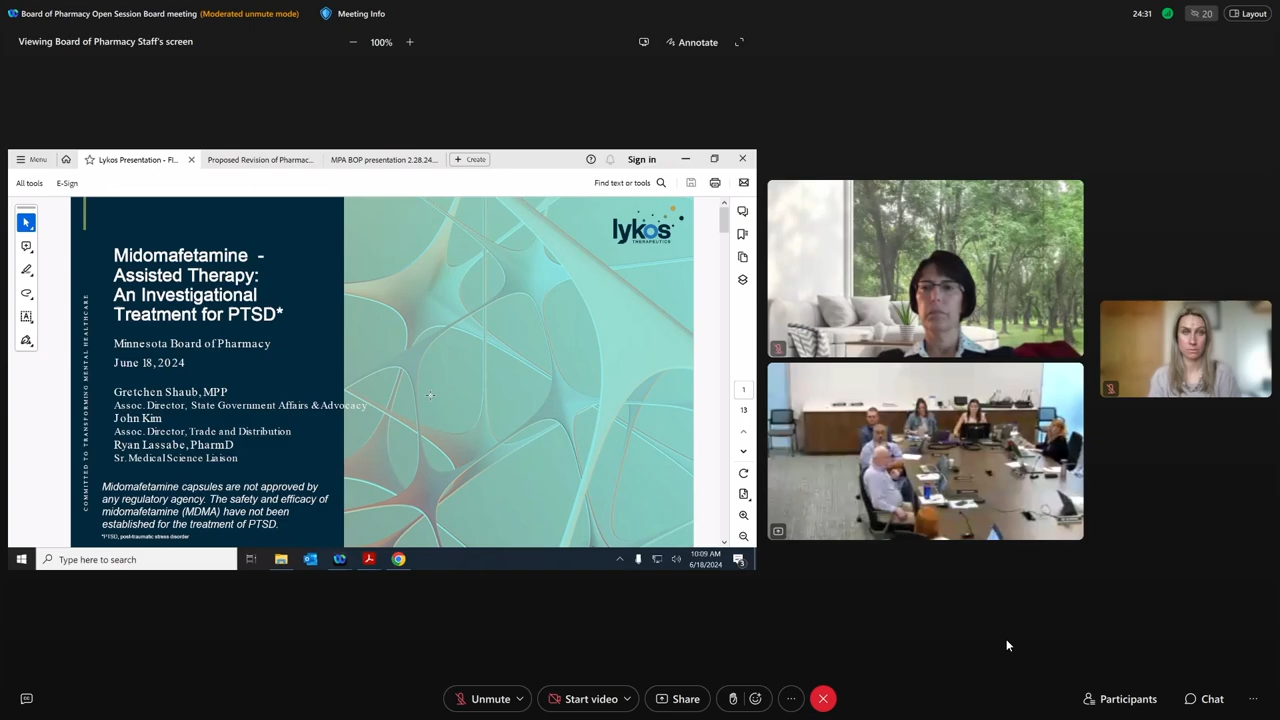 Board of Pharmacy Open Session Board meeting (Moderated unmute mode)
Meeting Info
24:31
20
Layout
Viewing Board of Pharmacy Staff's screen
100%
Annotate
Menu
Lykos Presentation - FI...
Proposed Revision of Pharmac...
MPA BOP presentation 2.28.24...
Create
Sign in
All tools
E-Sign
Find text or tools
lykos
THERAPEUTICS
COMMITTED TO TRANSFORMING MENTAL HEALTHCARE
Midomafetamine -
Assisted Therapy:
An Investigational
Treatment for PTSD*
Minnesota Board of Pharmacy
June 18, 2024
Gretchen Shaub, MPP
Assoc. Director, State Government Affairs & Advocacy
John Kim
Assoc. Director, Trade and Distribution
Ryan Lassabe, PharmD
Sr. Medical Science Liaison
Midomafetamine capsules are not approved by
any regulatory agency. The safety and efficacy of
midomafetamine (MDMA) have not been
established for the treatment of PTSD.
*PTSD, post-traumatic stress disorder
1
13
Type here to search
10:09 AM
6/18/2024
3
Unmute
Start video
Share
Participants
Chat